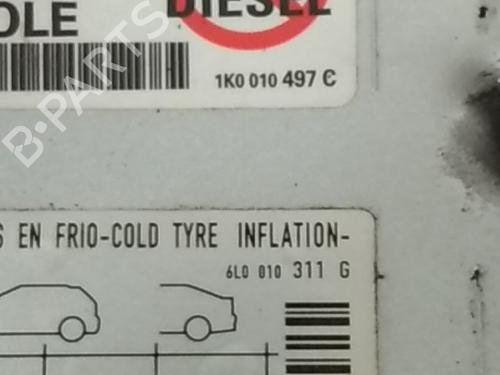 DIESEL
OLE
1K0 010 497 C
B-PARTS
S EN FRIO-COLD TYRE INFLATION-
6L0 010 311 G